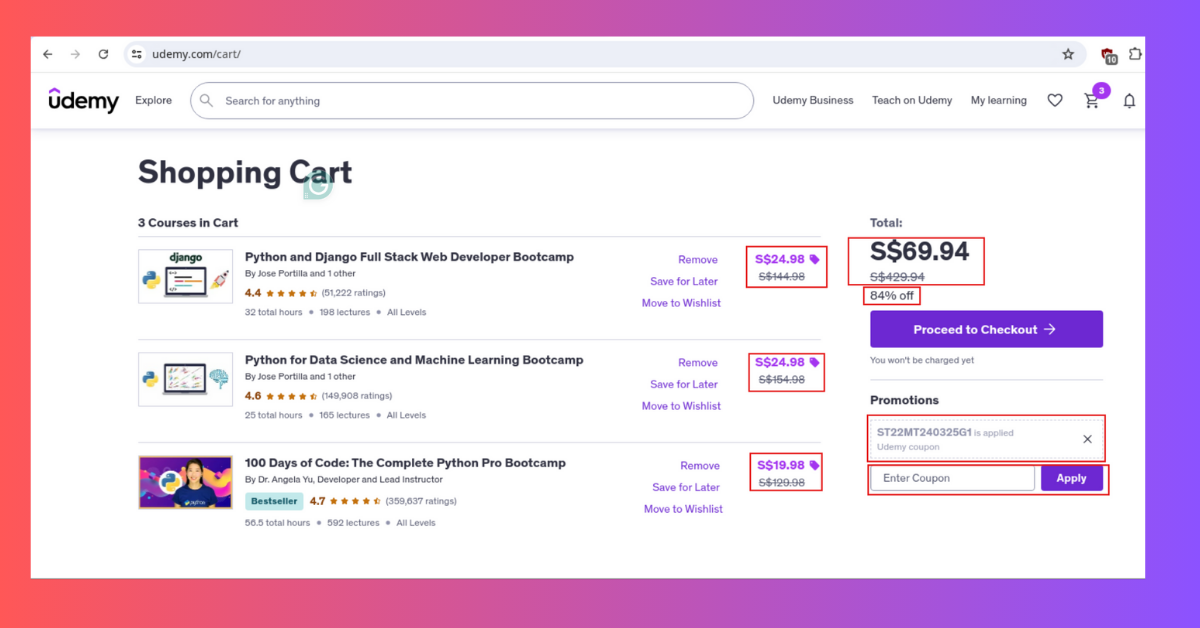 udemy.com/cart/
10
udemy
Explore
Search for anything
Udemy Business
Teach on Udemy
My learning
3
Shopping Cart
3 Courses in Cart
django
Python and Django Full Stack Web Developer Bootcamp
By Jose Portilla and 1 other
4.4 (51,222 ratings)
32 total hours • 198 lectures • All Levels
Remove
Save for Later
Move to Wishlist
S$24.98
S$144.98
Python for Data Science and Machine Learning Bootcamp
By Jose Portilla and 1 other
4.6 (149,908 ratings)
25 total hours • 165 lectures • All Levels
Remove
Save for Later
Move to Wishlist
S$24.98
S$154.98
python
100 Days of Code: The Complete Python Pro Bootcamp
By Dr. Angela Yu, Developer and Lead Instructor
Bestseller 4.7 (359,637 ratings)
56.5 total hours • 592 lectures • All Levels
Remove
Save for Later
Move to Wishlist
S$19.98
S$129.98
Total:
S$69.94
S$429.94
84% off
Proceed to Checkout →
You won't be charged yet
Promotions
ST22MT240325G1 is applied
Udemy coupon
Enter Coupon
Apply